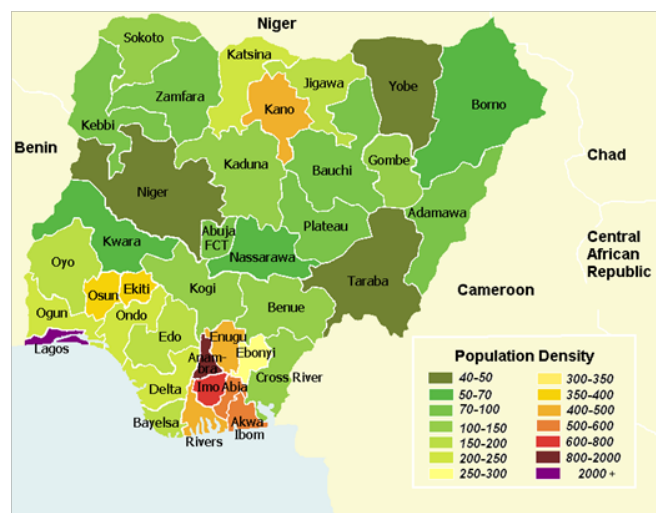 Niger
Sokoto
Katsina
Zamfara
Jigawa
Yobe
Borno
Kano
Kebbi
Benin
Chad
Kaduna
Bauchi
Gombe
Niger
Adamawa
Abuja
FCT
Plateau
Kwara
Nassarawa
Central
African
Republic
Oyo
Taraba
Cameroon
Osun
Ekiti
Kogi
Benue
Ogun
Ondo
Edo
Enugu
Ebonyi
Lagos
Anam-
bra
Cross River
Delta
Imo
Abia
Bayelsa
Rivers
Akwa
Ibom
Population Density
40-50
50-70
70-100
100-150
150-200
200-250
250-300
300-350
350-400
400-500
500-600
600-800
800-2000
2000 +